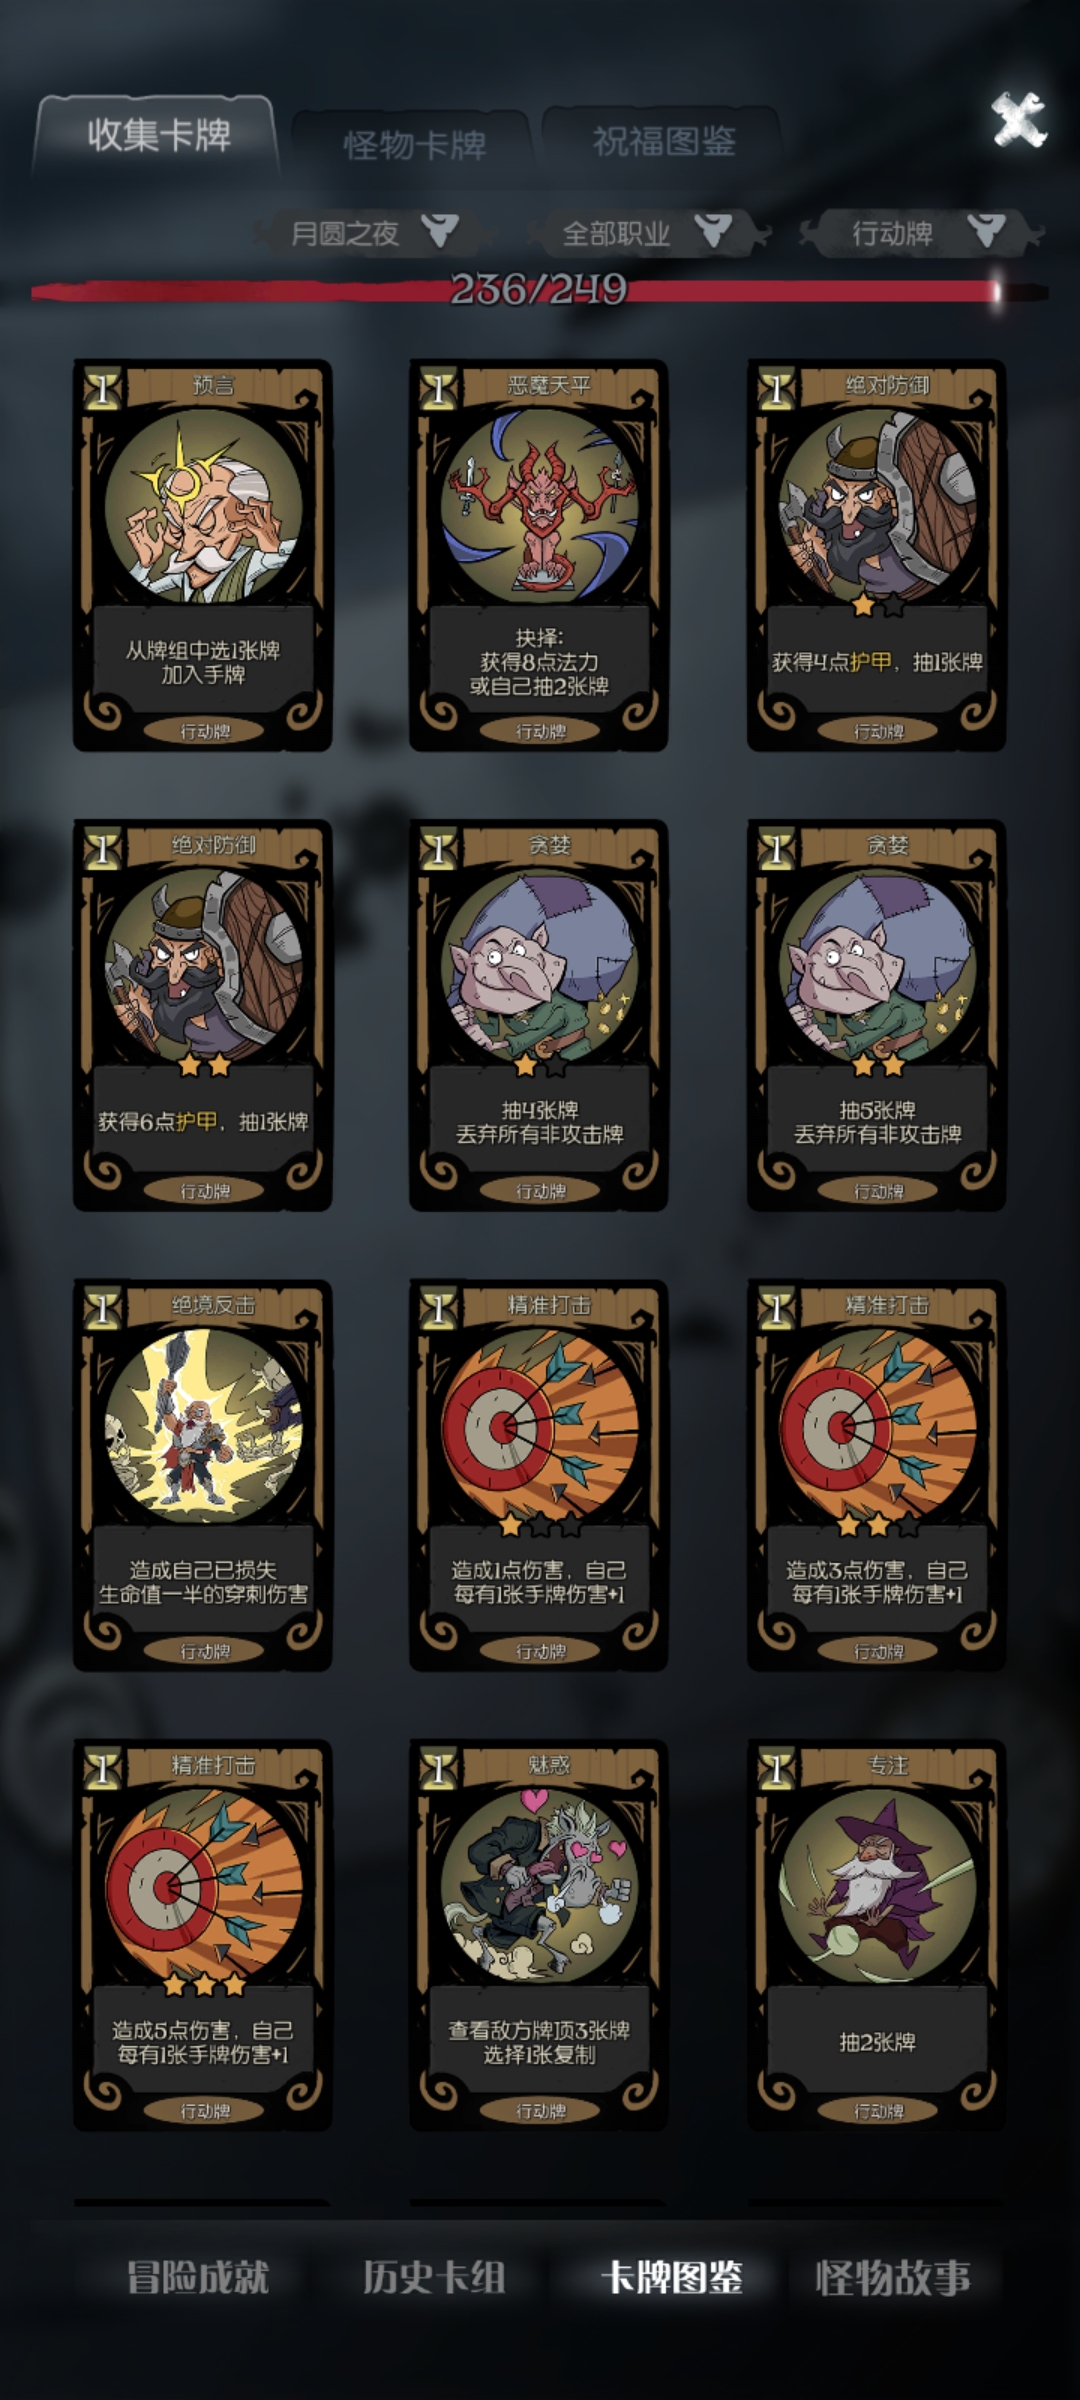 收集卡牌
怪物卡牌
祝福图鉴
月圆之夜
全部职业
行动牌
236/249
1
预言
从牌组中选1张牌
加入手牌
行动牌
1
恶魔天平
抉择:
获得8点法力
或自己抽2张牌
行动牌
1
绝对防御
获得4点护甲，抽1张牌
行动牌
1
绝对防御
获得6点护甲，抽1张牌
行动牌
1
贪婪
抽4张牌
丢弃所有非攻击牌
行动牌
1
贪婪
抽5张牌
丢弃所有非攻击牌
行动牌
1
绝境反击
造成自己已损失
生命值一半的穿刺伤害
行动牌
1
精准打击
造成1点伤害，自己
每有1张手牌伤害+1
行动牌
1
精准打击
造成3点伤害，自己
每有1张手牌伤害+1
行动牌
1
精准打击
造成5点伤害，自己
每有1张手牌伤害+1
行动牌
1
魅惑
查看敌方牌顶3张牌
选择1张复制
行动牌
1
专注
抽2张牌
行动牌
冒险成就
历史卡组
卡牌图鉴
怪物故事